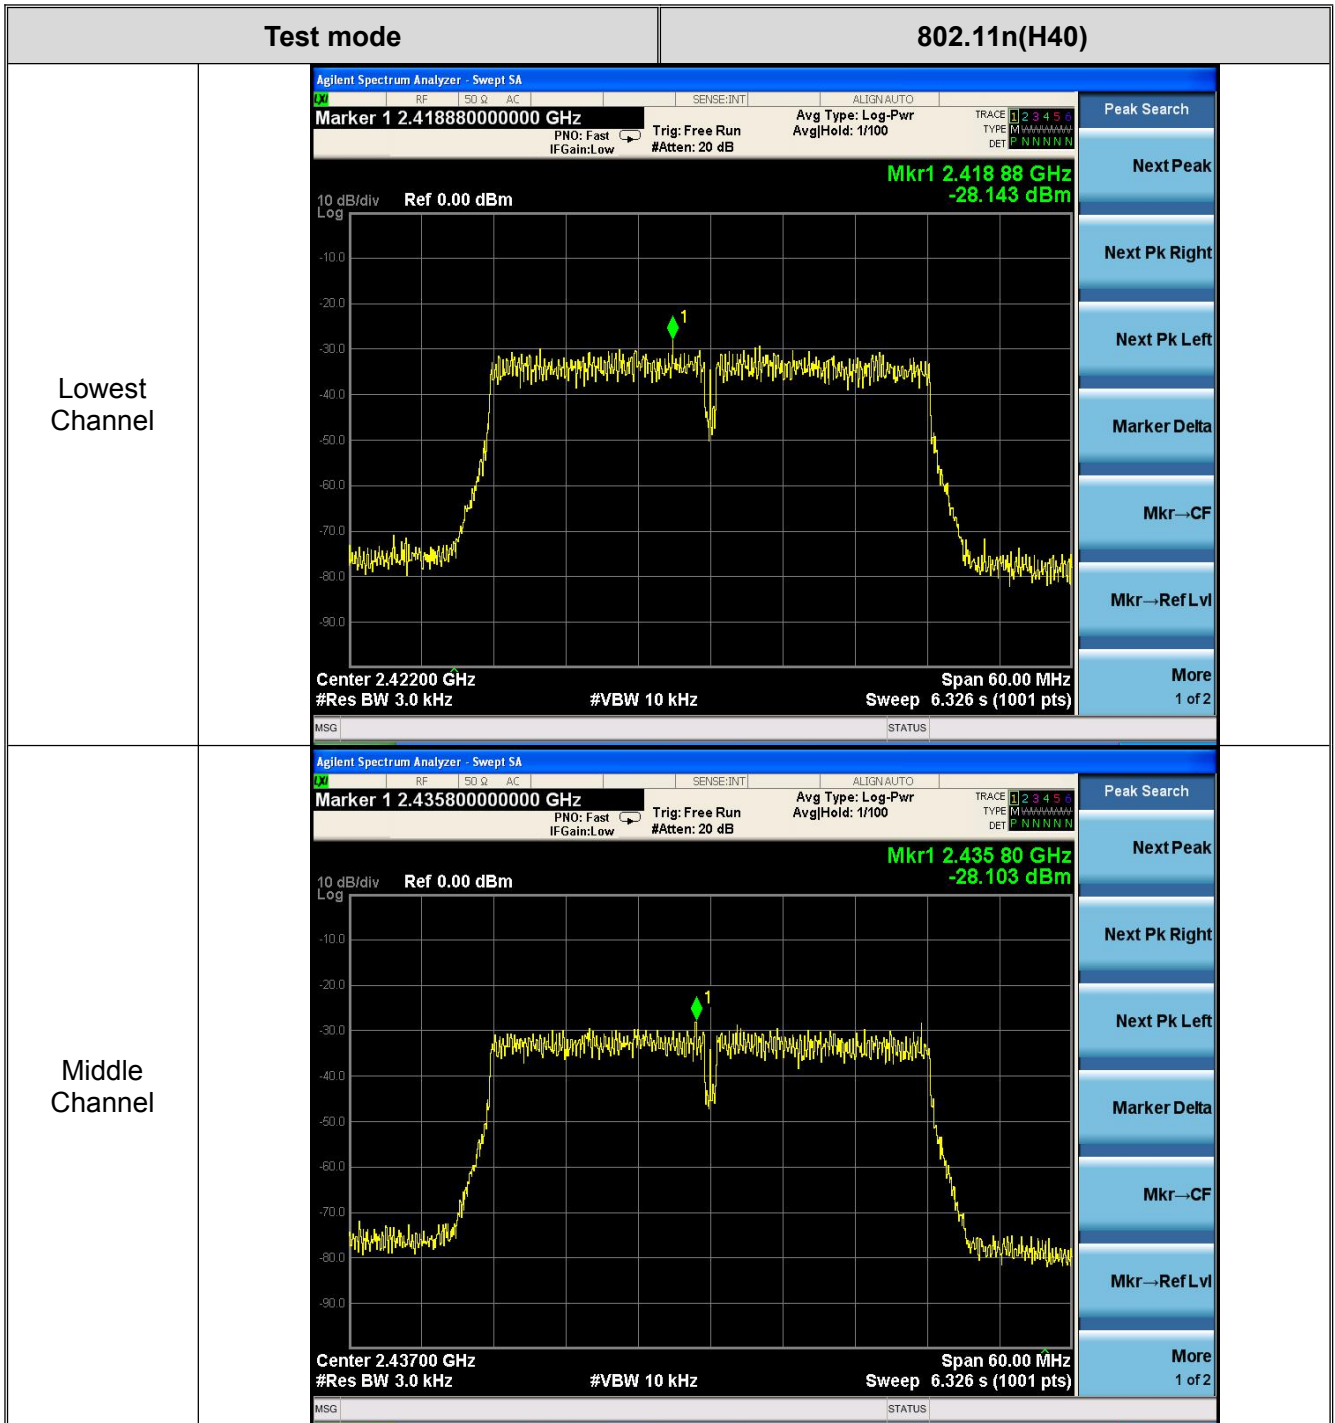 Test mode 802.11n(H40)
Lowest
Channel
Agilent Spectrum Analyzer - Swept SA
LXI RF 50 Ω AC SENSE:INT ALIGN AUTO
Marker 1 2.418880000000 GHz
PNO: Fast
IFGain:Low
Trig: Free Run
#Atten: 20 dB
Avg Type: Log-Pwr
Avg|Hold: 1/100
TRACE 1 2 3 4 5 6
TYPE M WWWWW
DET P N N N N N
Mkr1 2.418 88 GHz
-28.143 dBm
10 dB/div Ref 0.00 dBm
Log
-10.0
-20.0
1
-30.0
-40.0
-50.0
-60.0
-70.0
-80.0
-90.0
Center 2.42200 GHz Span 60.00 MHz
#Res BW 3.0 kHz #VBW 10 kHz Sweep 6.326 s (1001 pts)
MSG STATUS
Peak Search
Next Peak
Next Pk Right
Next Pk Left
Marker Delta
Mkr→CF
Mkr→Ref Lvl
More
1 of 2
Middle
Channel
Agilent Spectrum Analyzer - Swept SA
LXI RF 50 Ω AC SENSE:INT ALIGN AUTO
Marker 1 2.435800000000 GHz
PNO: Fast
IFGain:Low
Trig: Free Run
#Atten: 20 dB
Avg Type: Log-Pwr
Avg|Hold: 1/100
TRACE 1 2 3 4 5 6
TYPE M WWWWW
DET P N N N N N
Mkr1 2.435 80 GHz
-28.103 dBm
10 dB/div Ref 0.00 dBm
Log
-10.0
-20.0
1
-30.0
-40.0
-50.0
-60.0
-70.0
-80.0
-90.0
Center 2.43700 GHz Span 60.00 MHz
#Res BW 3.0 kHz #VBW 10 kHz Sweep 6.326 s (1001 pts)
MSG STATUS
Peak Search
Next Peak
Next Pk Right
Next Pk Left
Marker Delta
Mkr→CF
Mkr→Ref Lvl
More
1 of 2